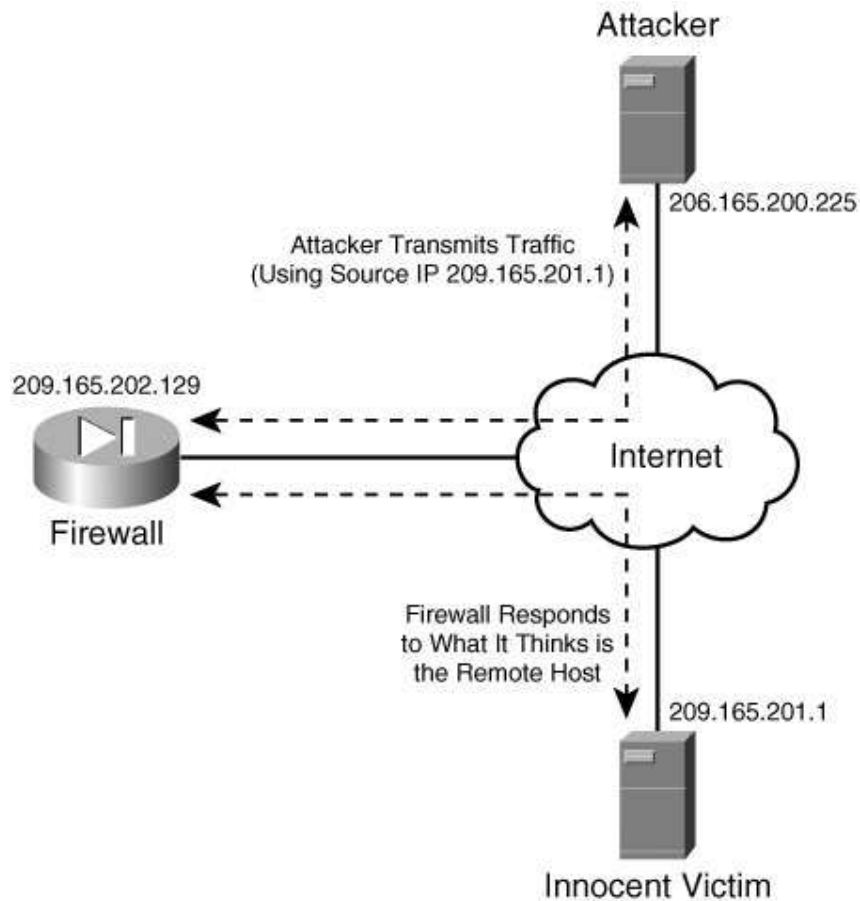 Attacker
206.165.200.225
Attacker Transmits Traffic
(Using Source IP 209.165.201.1)
209.165.202.129
Internet
Firewall
Firewall Responds
to What It Thinks is
the Remote Host
209.165.201.1
Innocent Victim